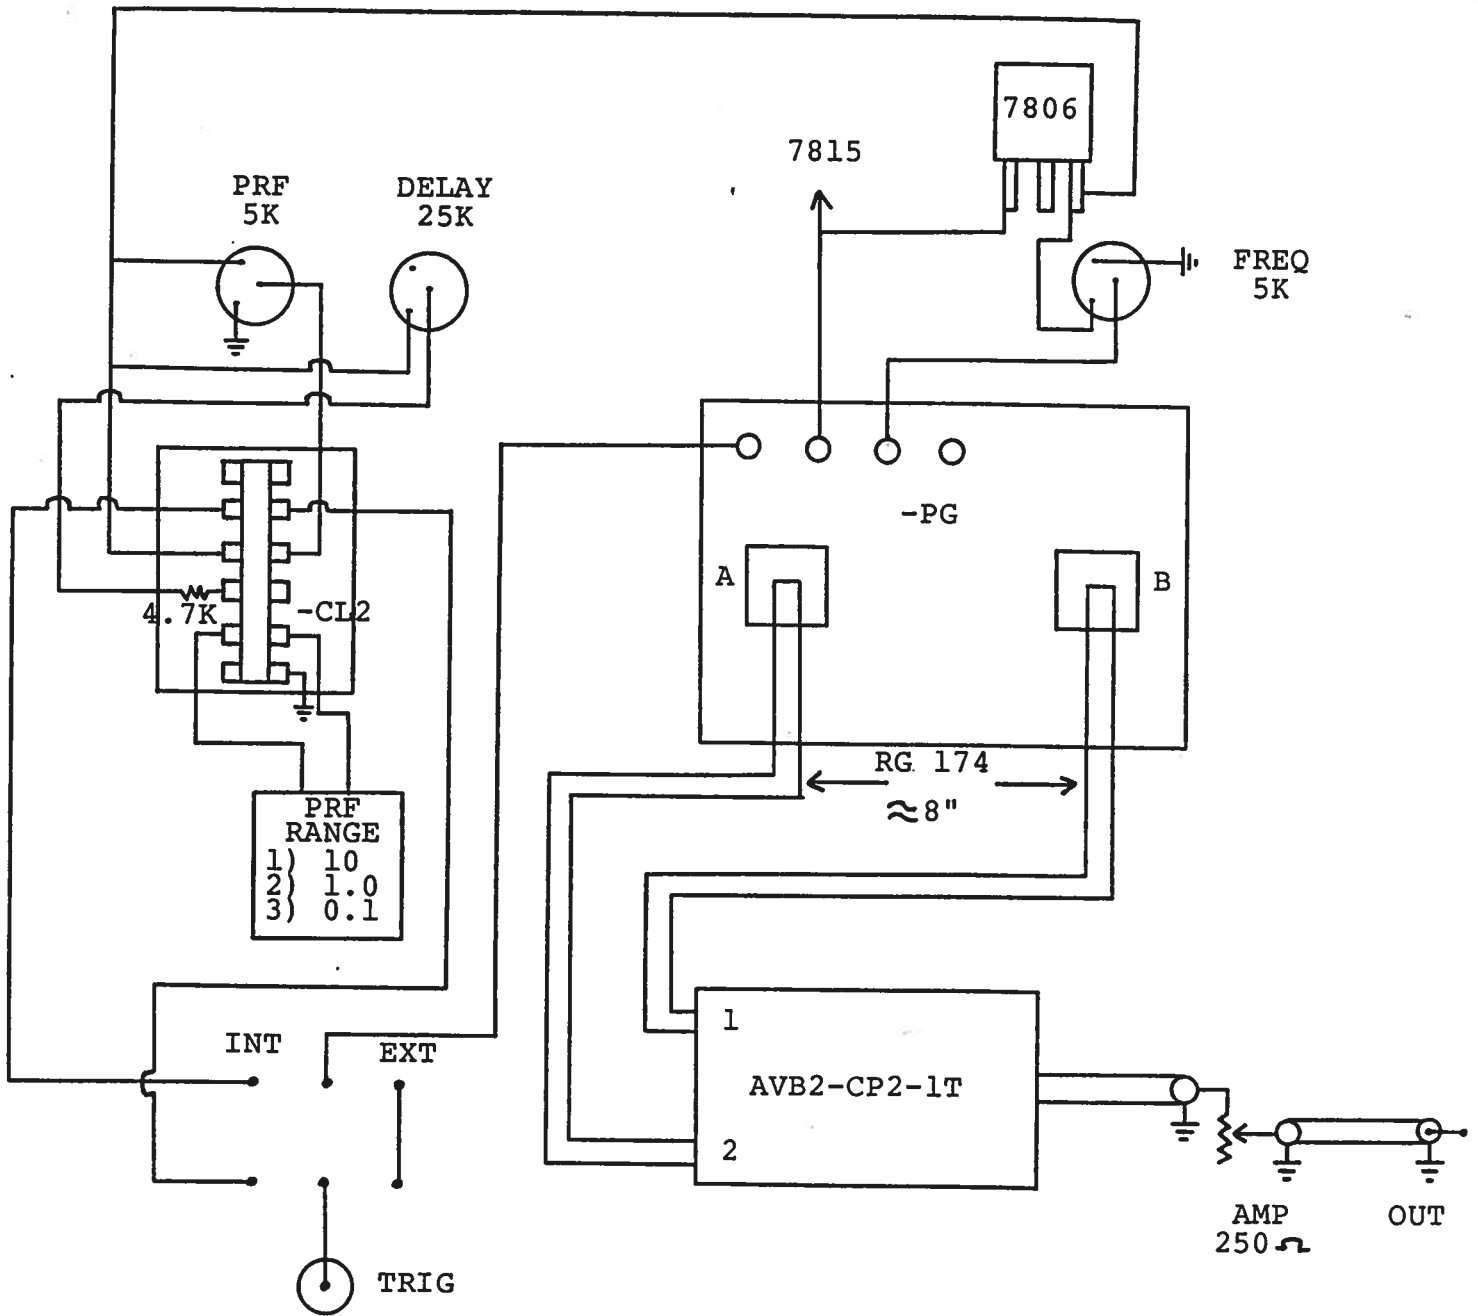 7806
7815
PRF
5K
DELAY
25K
FREQ
5K
-PG
A
B
4.7K
-CL2
RG 174
≈8"
PRF
RANGE
1) 10
2) 1.0
3) 0.1
INT
EXT
1
AVB2-CP2-1T
2
AMP
250Ω
OUT
TRIG